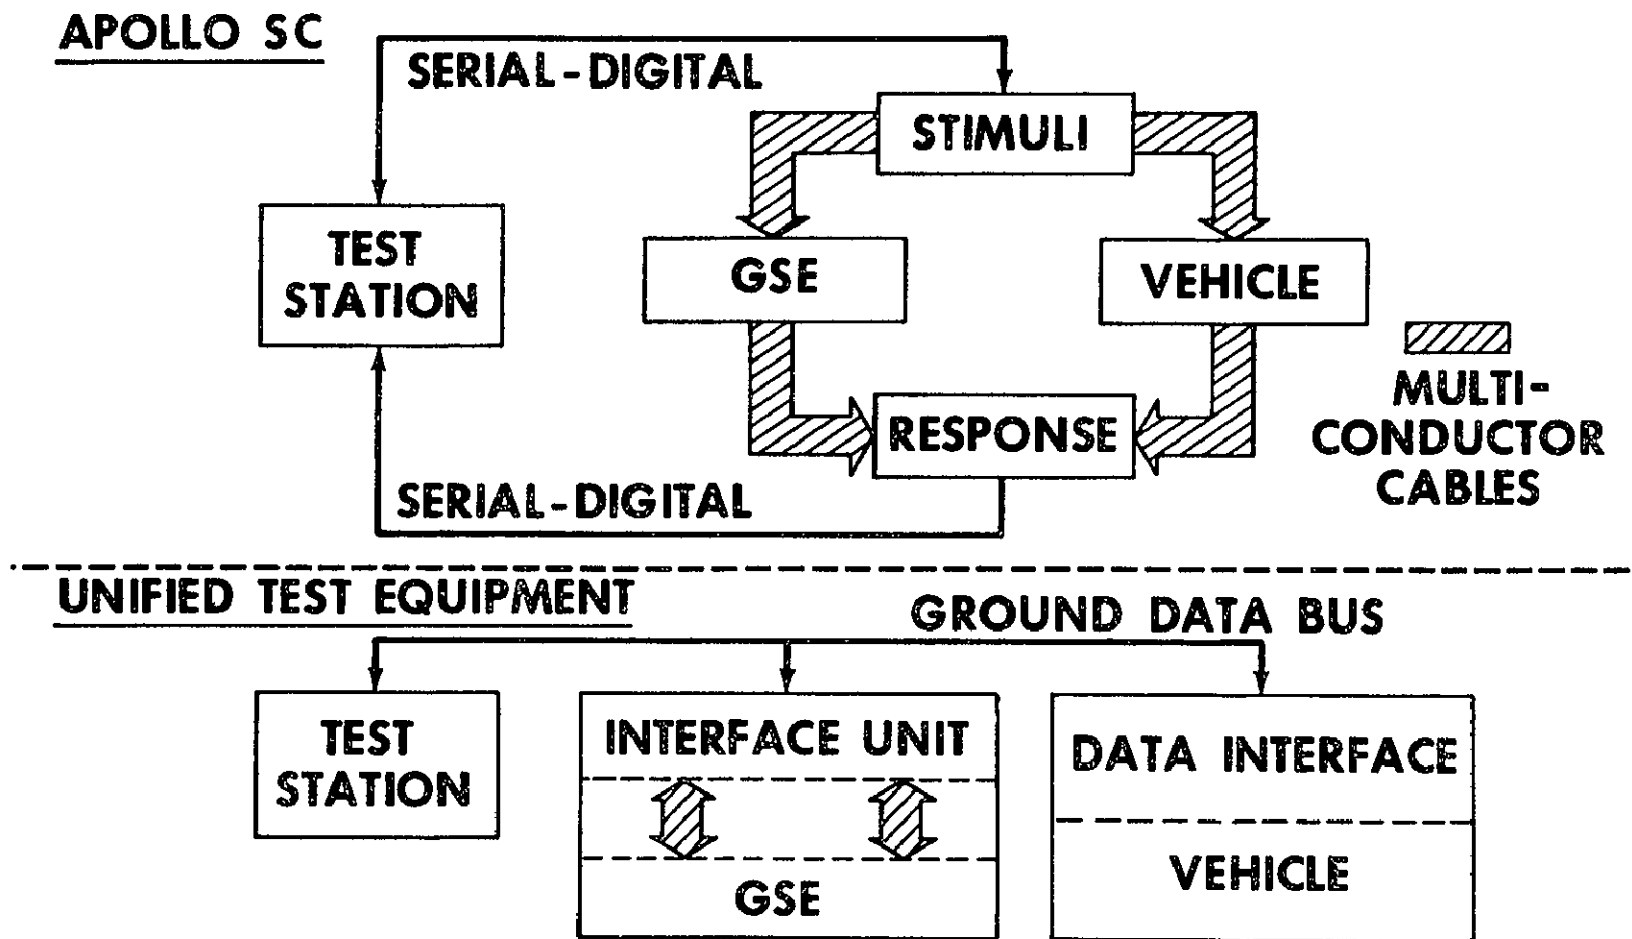 APOLLO SC
SERIAL-DIGITAL
STIMULI
TEST
STATION
GSE
VEHICLE
MULTI-
CONDUCTOR
CABLES
RESPONSE
SERIAL-DIGITAL
UNIFIED TEST EQUIPMENT
GROUND DATA BUS
TEST
STATION
INTERFACE UNIT
GSE
DATA INTERFACE
VEHICLE